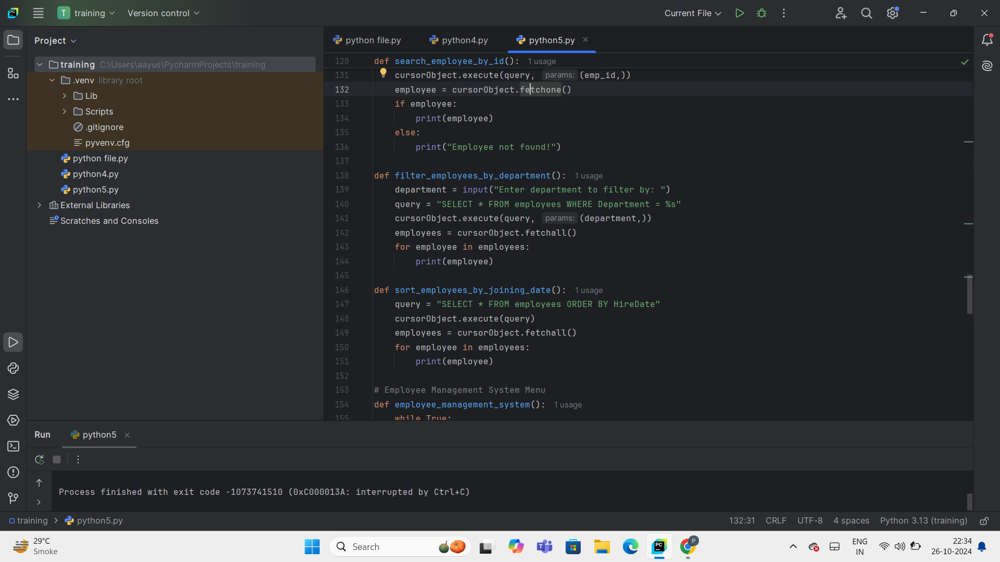 PC
T training
Version control
Current File
Project
python file.py
python4.py
python5.py
training C:\Users\aayus\PycharmProjects\training
.venv library root
Lib
Scripts
.gitignore
pyvenv.cfg
python file.py
python4.py
python5.py
External Libraries
Scratches and Consoles
128 def search_employee_by_id(): 1 usage
131 cursorObject.execute(query, params: (emp_id,))
132 employee = cursorObject.fetchone()
133 if employee:
134 print(employee)
135 else:
136 print("Employee not found!")
137
138 def filter_employees_by_department(): 1 usage
139 department = input("Enter department to filter by: ")
140 query = "SELECT * FROM employees WHERE Department = %s"
141 cursorObject.execute(query, params: (department,))
142 employees = cursorObject.fetchall()
143 for employee in employees:
144 print(employee)
145
146 def sort_employees_by_joining_date(): 1 usage
147 query = "SELECT * FROM employees ORDER BY HireDate"
148 cursorObject.execute(query)
149 employees = cursorObject.fetchall()
150 for employee in employees:
151 print(employee)
152
153 # Employee Management System Menu
154 def employee_management_system(): 1 usage
155 while True:
Run
python5
Process finished with exit code -1073741510 (0xC000013A: interrupted by Ctrl+C)
training > python5.py
132:31 CRLF UTF-8 4 spaces Python 3.13 (training)
29°C
Smoke
Search
PC
P
ENG
IN
22:34
26-10-2024